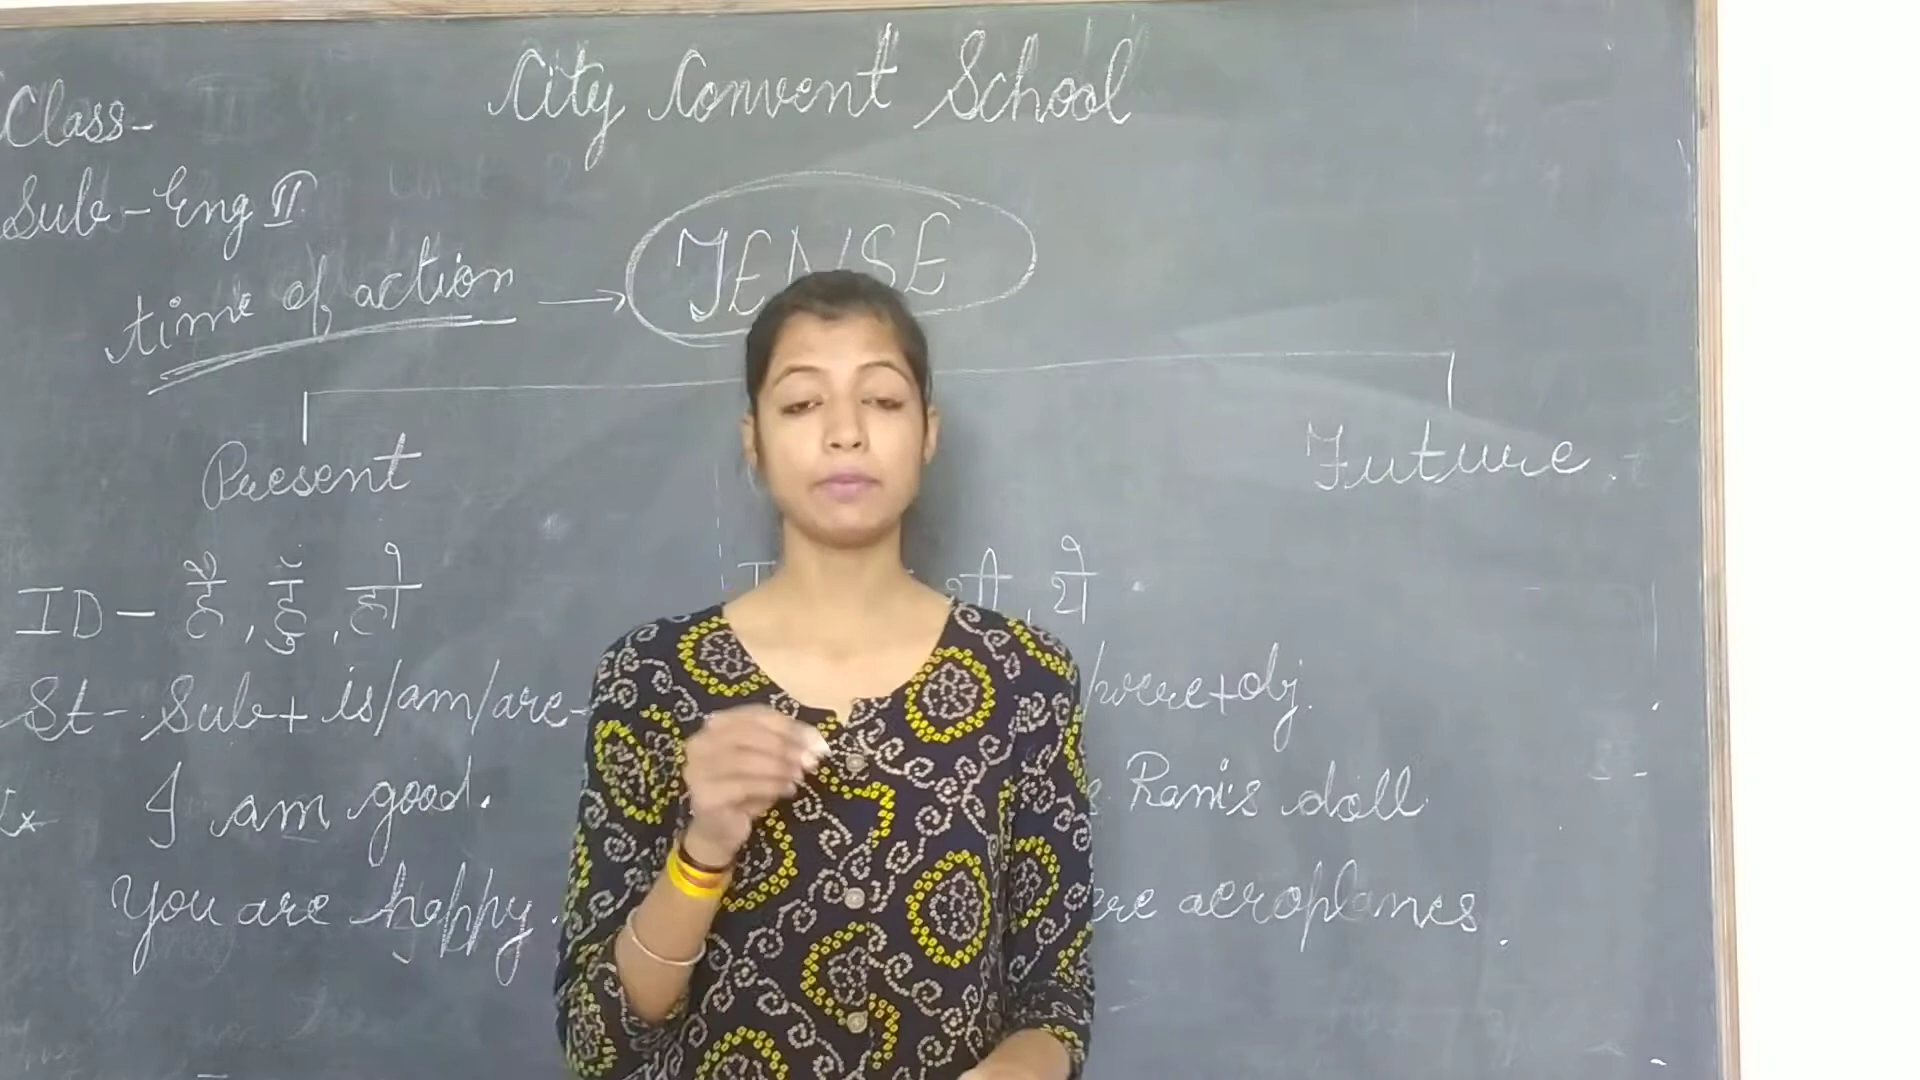 City Convent School
Class-
Sub-Eng II
time of action → TENSE
Present
Future.
ID- है, हूँ, हो
थी, थे
St- Sub+ is/am/are-
/were+obj.
Ex
I am good.
Rani's doll
You are happy.
aeroplanes.